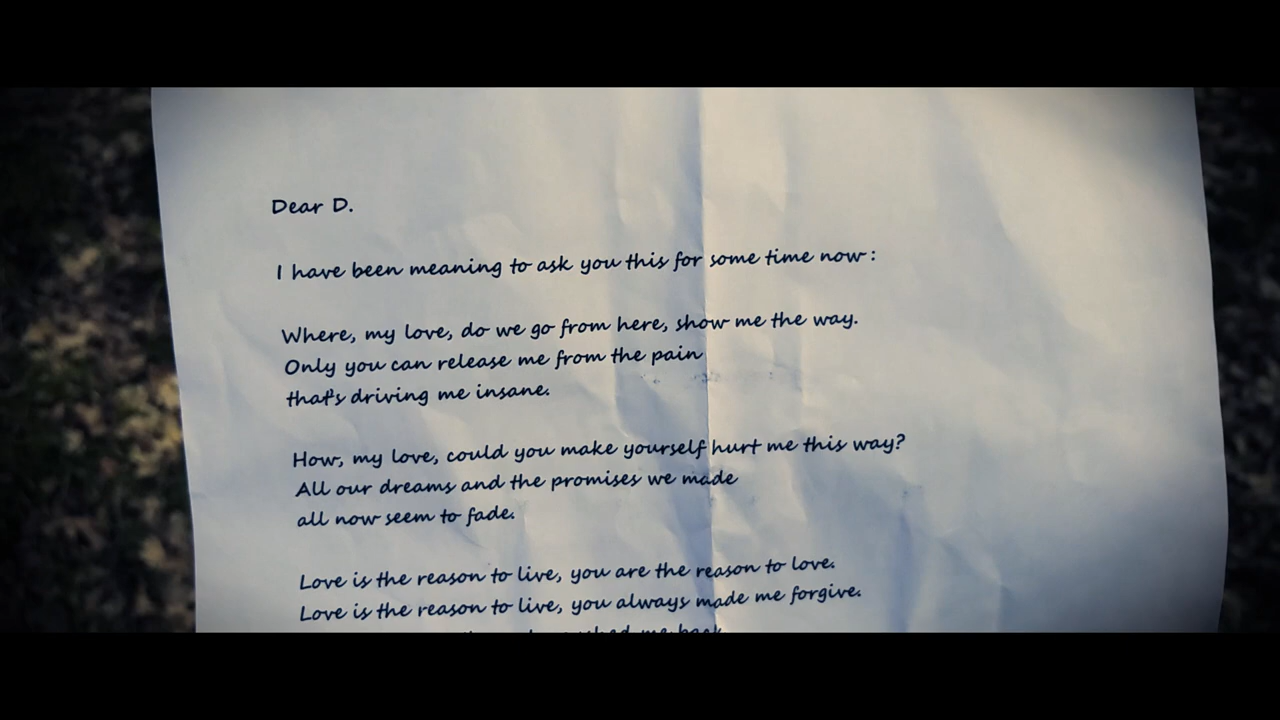 Dear D.
I have been meaning to ask you this for some time now :
Where, my love, do we go from here, show me the way.
Only you can release me from the pain
that's driving me insane.
How, my love, could you make yourself hurt me this way?
All our dreams and the promises we made
all now seem to fade.
Love is the reason to live, you are the reason to love.
Love is the reason to live, you always made me forgive.
me back